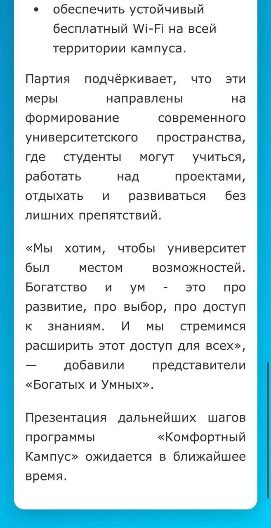 • обеспечить устойчивый
бесплатный Wi-Fi на всей
территории кампуса.
Партия подчёркивает, что эти
меры направлены на
формирование современного
университетского пространства,
где студенты могут учиться,
работать над проектами,
отдыхать и развиваться без
лишних препятствий.
«Мы хотим, чтобы университет
был местом возможностей.
Богатство и ум - это про
развитие, про выбор, про доступ
к знаниям. И мы стремимся
расширить этот доступ для всех»,
— добавили представители
«Богатых и Умных».
Презентация дальнейших шагов
программы «Комфортный
Кампус» ожидается в ближайшее
время.